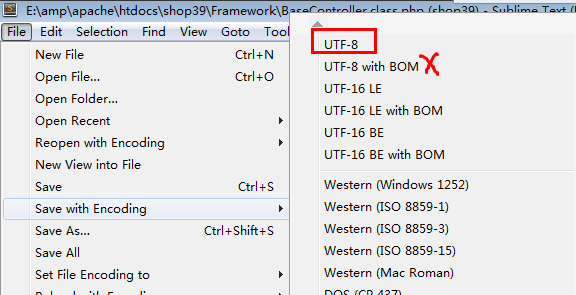 E:\amp\apache\htdocs\shop39\Framework\BaseController.class.php (shop39) - Sublime Text
File Edit Selection Find View Goto
New File Ctrl+N
Open File... Ctrl+O
Open Folder...
Open Recent
Reopen with Encoding
New View into File
Save Ctrl+S
Save with Encoding
Save As... Ctrl+Shift+S
Save All
Set File Encoding to
UTF-8
UTF-8 with BOM
UTF-16 LE
UTF-16 LE with BOM
UTF-16 BE
UTF-16 BE with BOM
Western (Windows 1252)
Western (ISO 8859-1)
Western (ISO 8859-3)
Western (ISO 8859-15)
Western (Mac Roman)
DOS (CP 437)